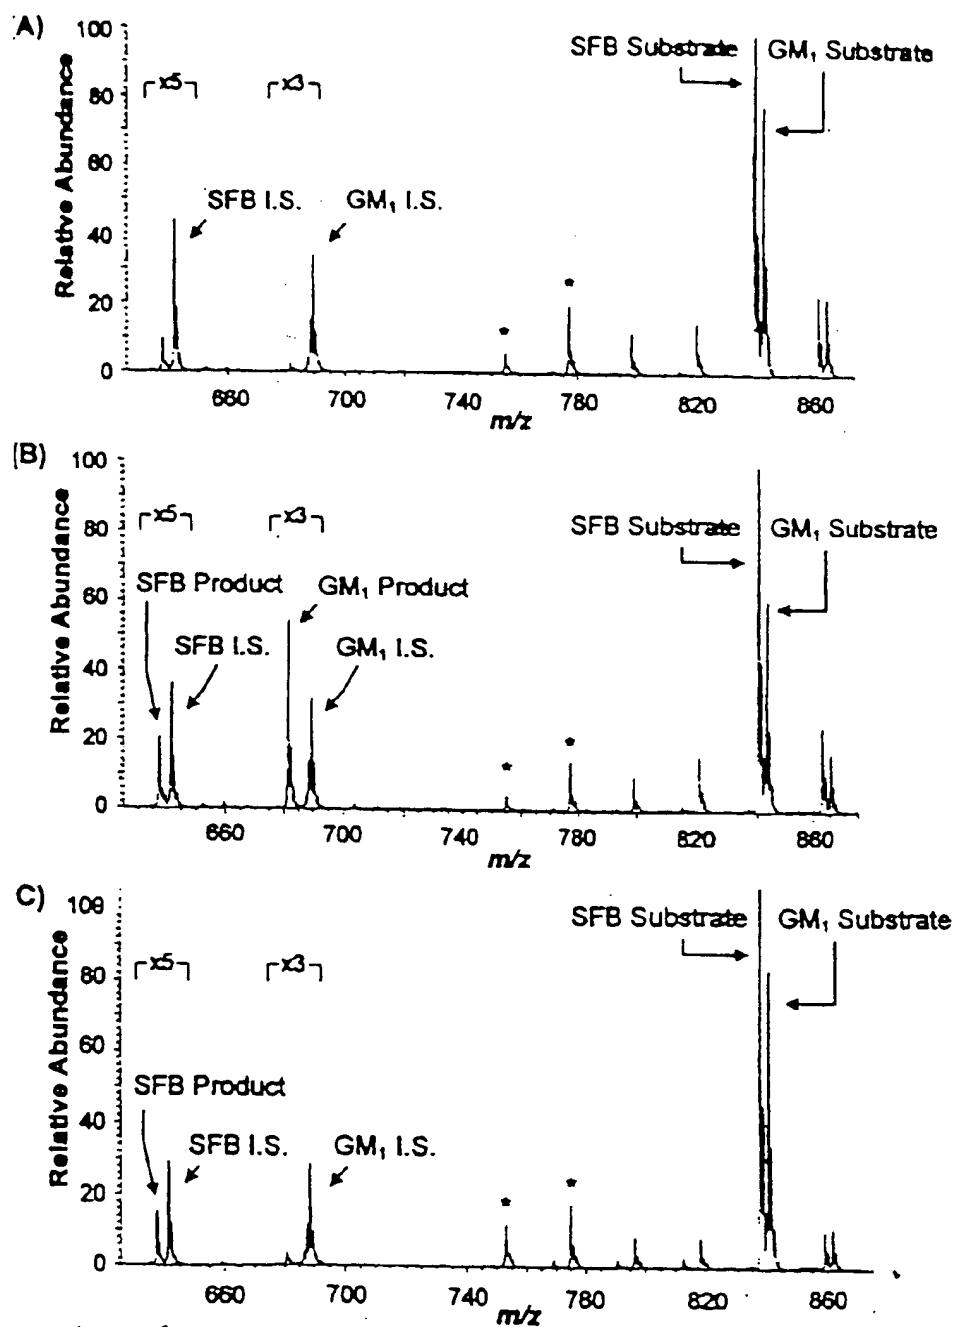 A)
100
80
60
40
20
0
Relative Abundance
x5
x3
SFB I.S.
GM₁ I.S.
*
*
SFB Substrate
GM₁ Substrate
660 700 740 780 820 860
m/z
(B)
100
80
60
40
20
0
Relative Abundance
x5
x3
SFB Product
GM₁ Product
SFB I.S.
GM₁ I.S.
*
*
SFB Substrate
GM₁ Substrate
660 700 740 780 820 860
m/z
C)
100
80
60
40
20
0
Relative Abundance
x5
x3
SFB Product
SFB I.S.
GM₁ I.S.
*
*
SFB Substrate
GM₁ Substrate
660 700 740 780 820 860
m/z